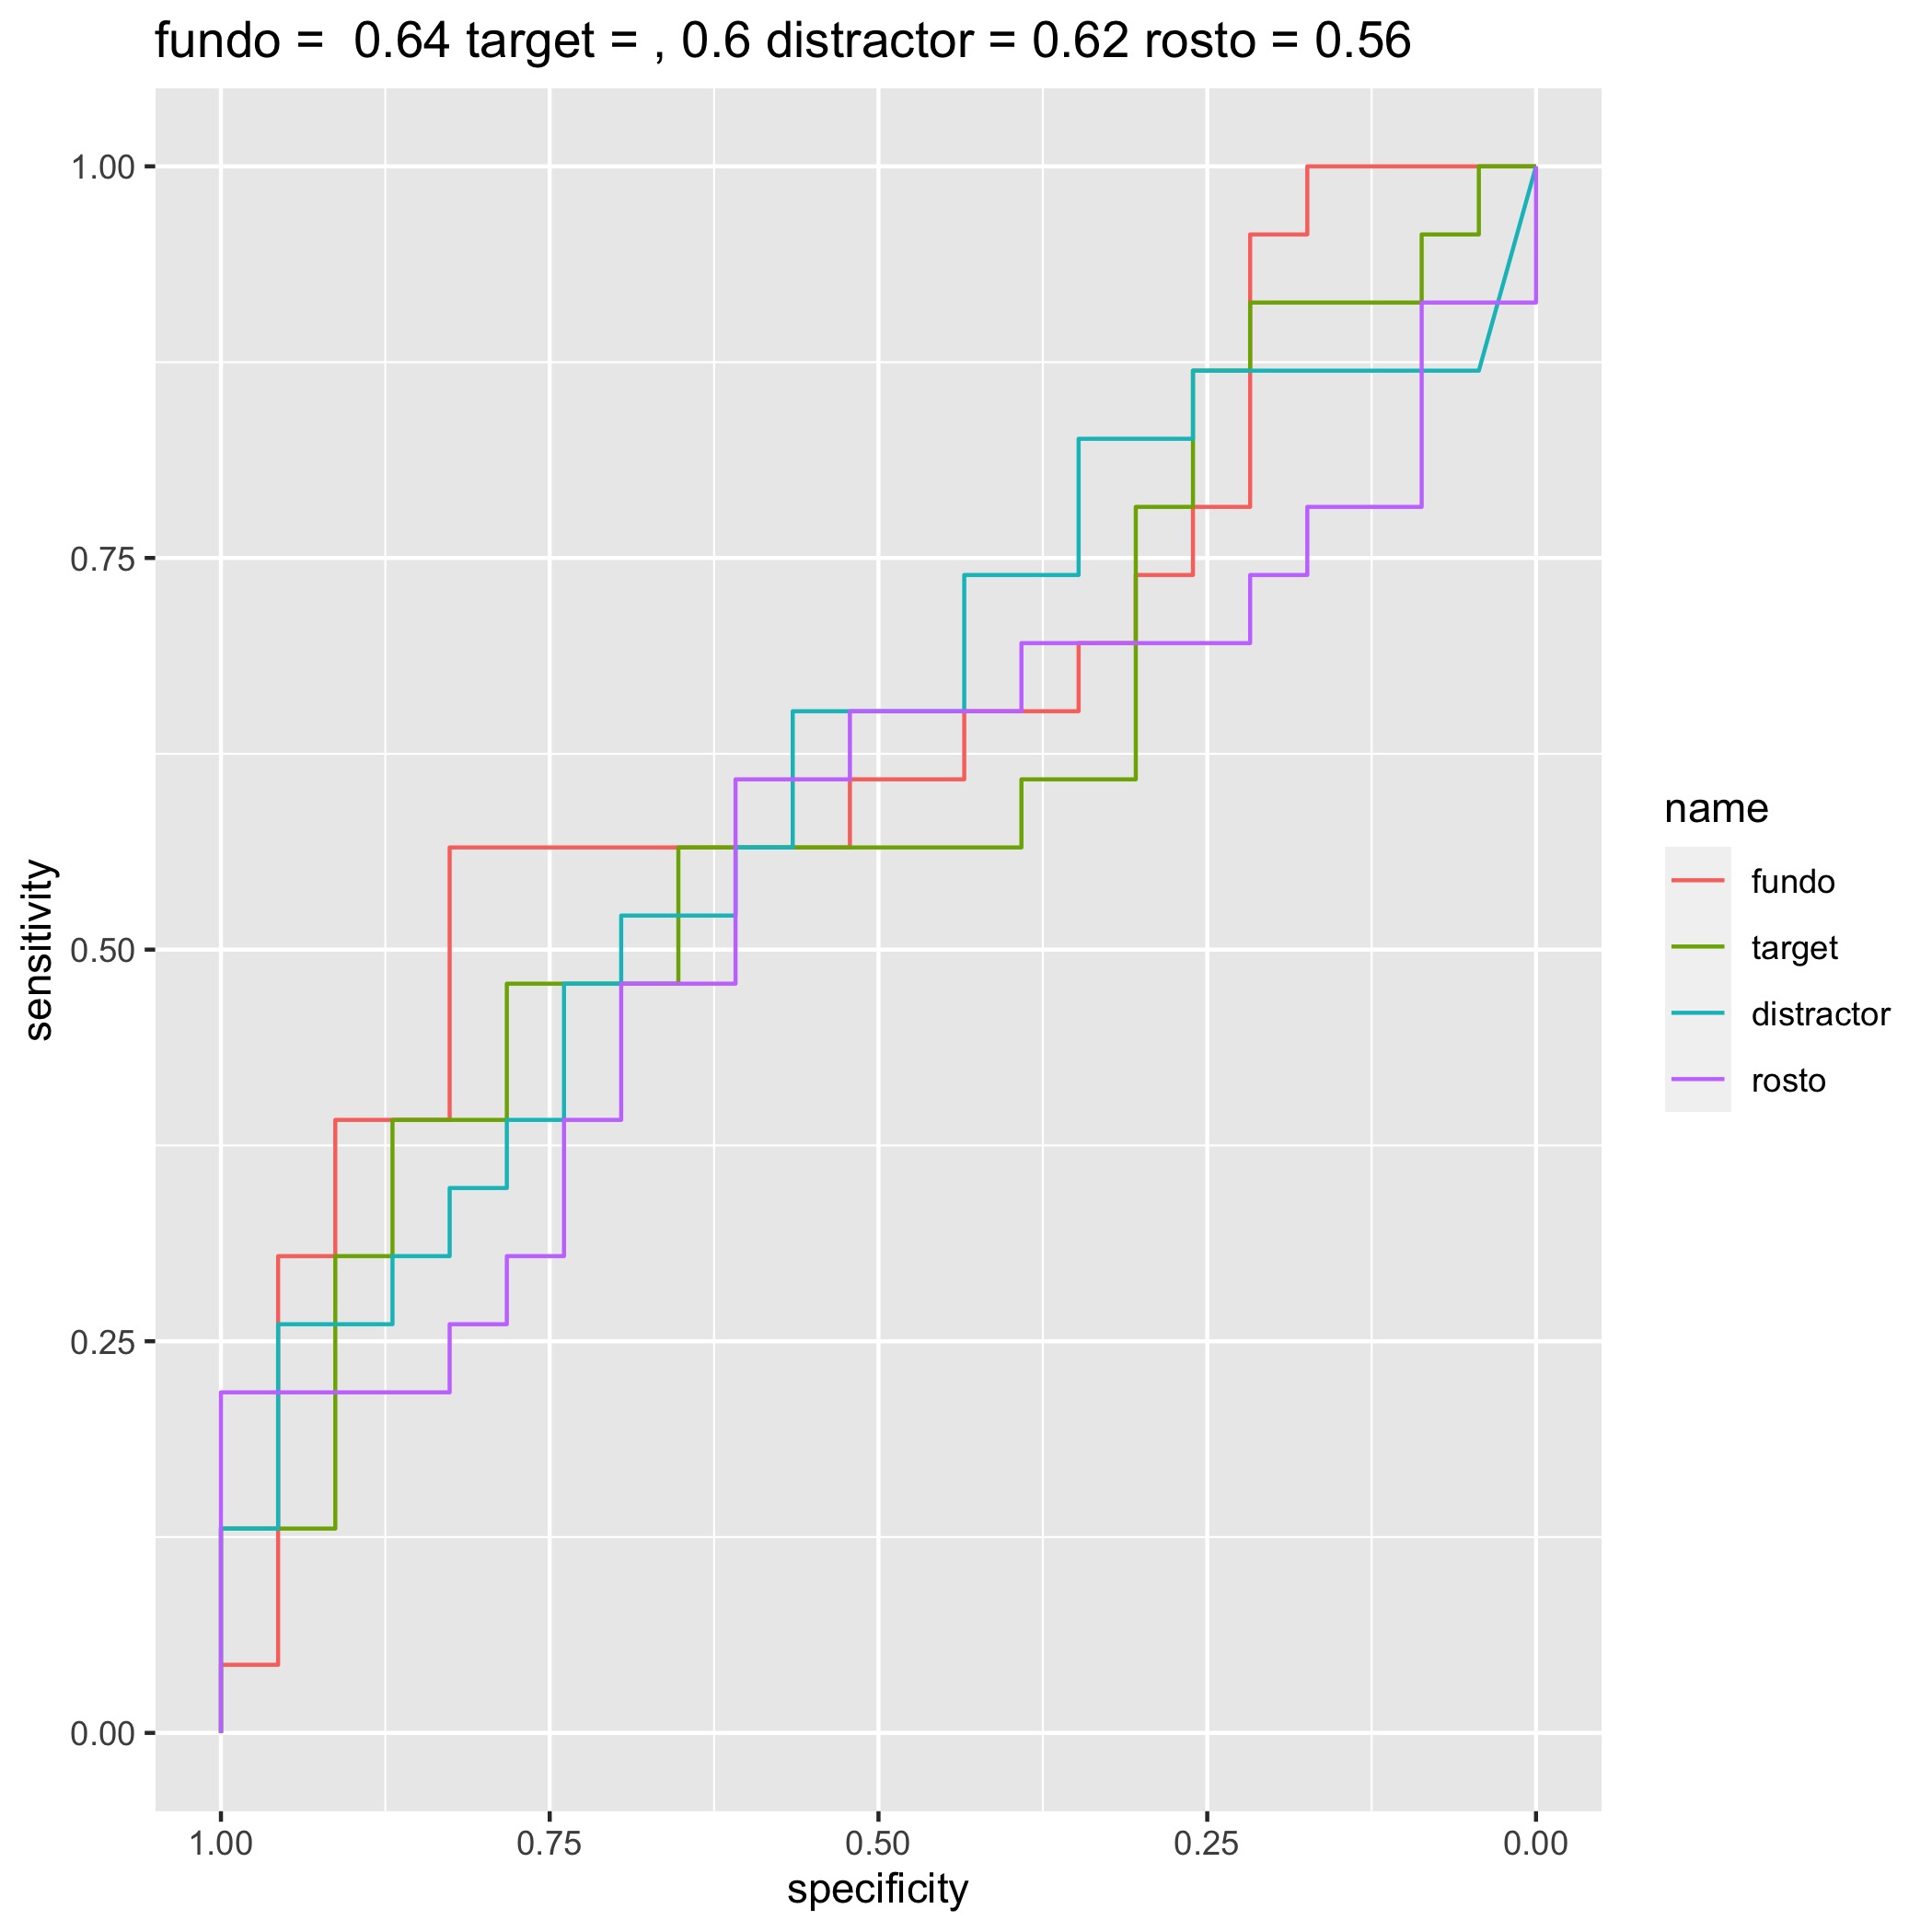 fundo =  0.64 target = , 0.6 distractor = 0.62 rosto = 0.56
1.00
0.75
0.50
0.25
0.00
sensitivity
1.00 0.75 0.50 0.25 0.00
specificity
name
fundo
target
distractor
rosto